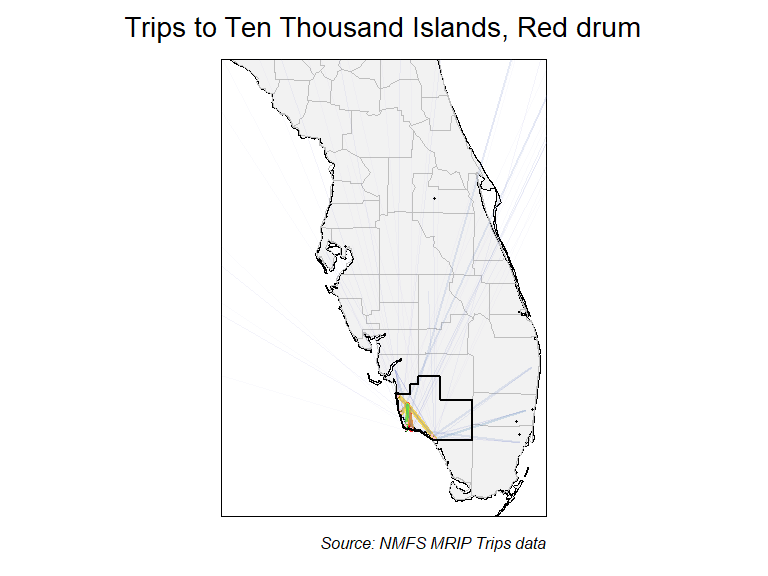 Trips to Ten Thousand Islands, Red drum
Source: NMFS MRIP Trips data